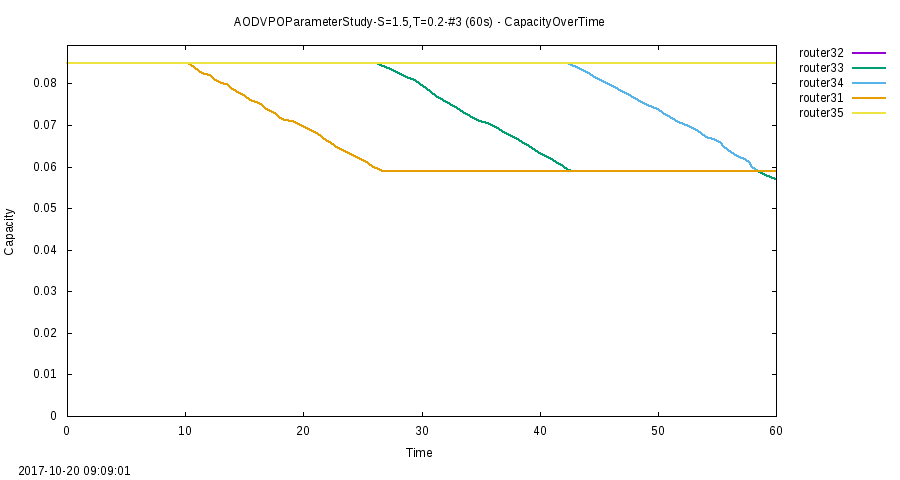 AODVPOParameterStudy-S=1.5,T=0.2-#3 (60s) - CapacityOverTime
router32
router33
router34
router31
router35
0.08
0.07
0.06
0.05
0.04
0.03
0.02
0.01
0
Capacity
0 10 20 30 40 50 60
Time
2017-10-20 09:09:01